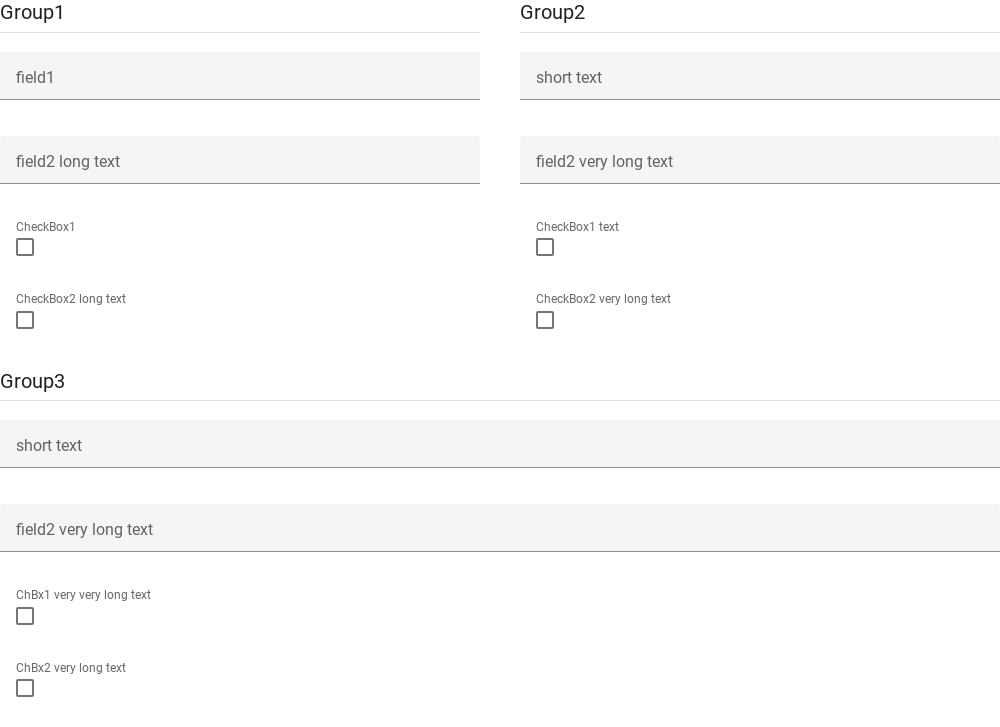 Group1
field1
field2 long text
CheckBox1
CheckBox2 long text
Group2
short text
field2 very long text
CheckBox1 text
CheckBox2 very long text
Group3
short text
field2 very long text
ChBx1 very very long text
ChBx2 very long text